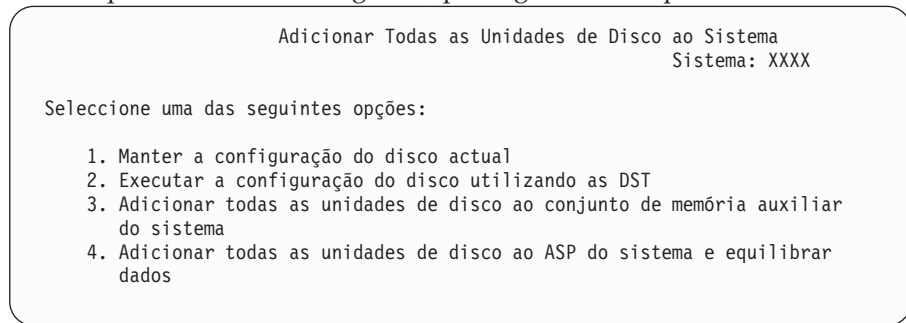 Adicionar Todas as Unidades de Disco ao Sistema
Sistema: XXXX
Seleccione uma das seguintes opções:
1. Manter a configuração do disco actual
2. Executar a configuração do disco utilizando as DST
3. Adicionar todas as unidades de disco ao conjunto de memória auxiliar
do sistema
4. Adicionar todas as unidades de disco ao ASP do sistema e equilibrar
dados